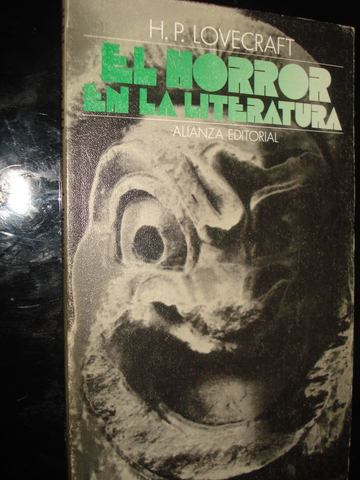 H. P. LOVECRAFT
EL HORROR
EN LA LITERATURA
ALIANZA EDITORIAL